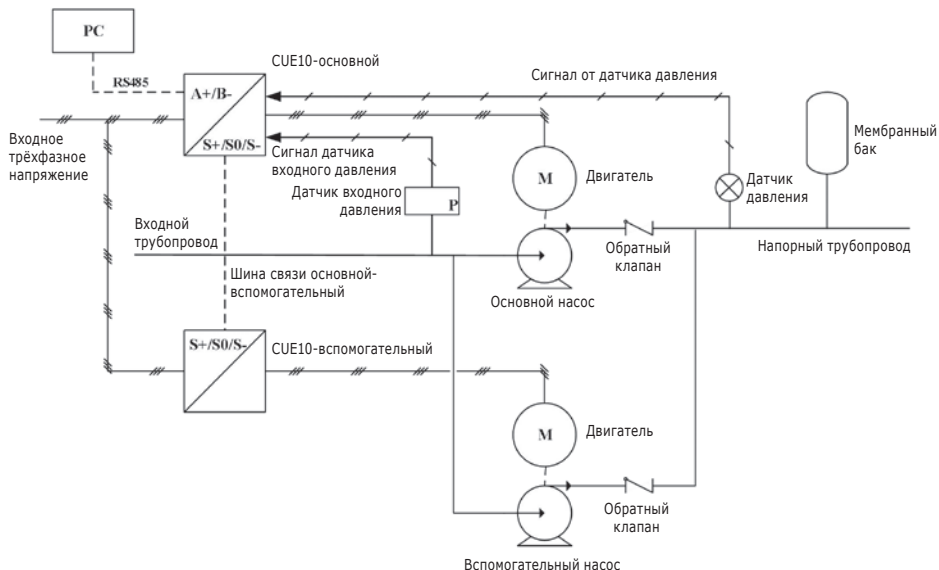 PC
RS485
CUE10-основной
A+/B-
S+/S0/S-
Сигнал от датчика давления
Входное
трёхфазное
напряжение
Сигнал датчика
входного давления
Датчик входного
давления
P
M
Двигатель
Датчик
давления
Мембранный
бак
Входной
трубопровод
Обратный
клапан
Напорный трубопровод
Шина связи основной-
вспомогательный
Основной насос
S+/S0/S-
CUE10-вспомогательный
M
Двигатель
Обратный
клапан
Вспомогательный насос